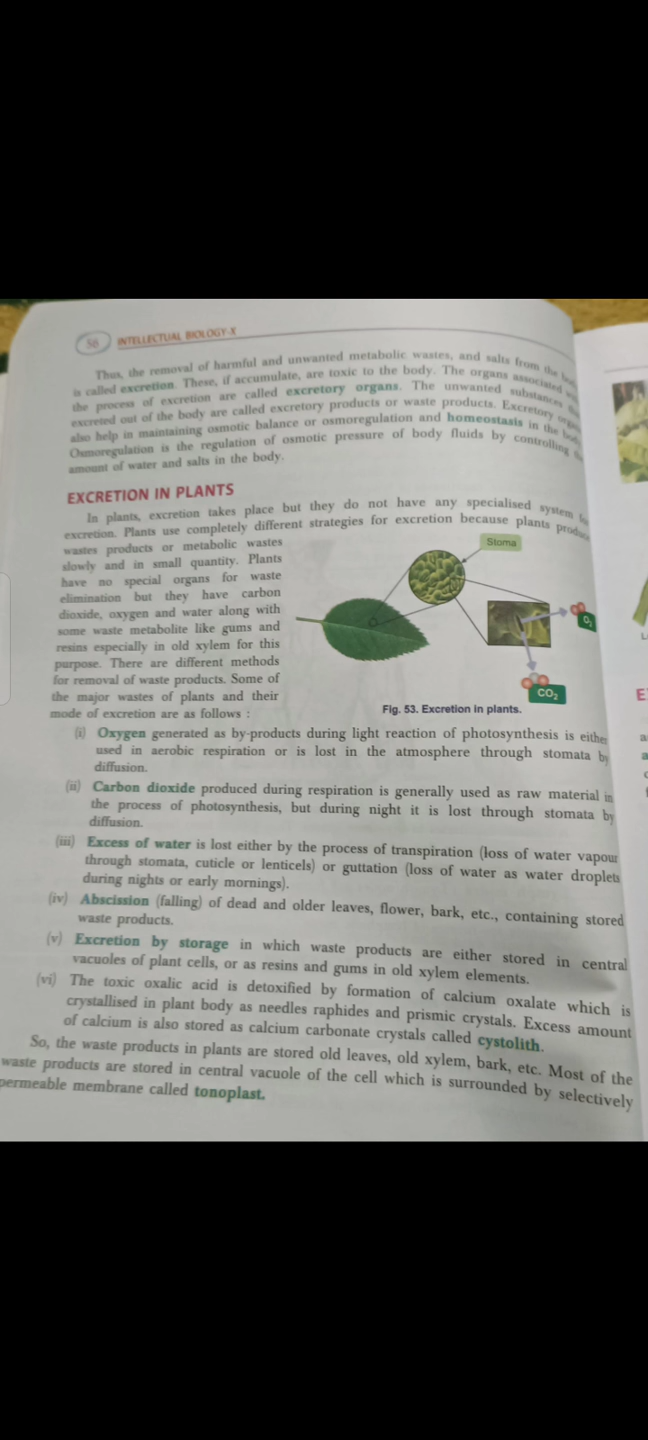 56 INTELLECTUAL BIOLOGY-X
Thus, the removal of harmful and unwanted metabolic wastes, and salts from the
is called excretion. These, if accumulate, are toxic to the body. The organs associated
the process of excretion are called excretory organs. The unwanted substances
excreted out of the body are called excretory products or waste products. Excretory
also help in maintaining osmotic balance or osmoregulation and homeostasis in the
Osmoregulation is the regulation of osmotic pressure of body fluids by controlling
amount of water and salts in the body.
EXCRETION IN PLANTS
In plants, excretion takes place but they do not have any specialised system
excretion. Plants use completely different strategies for excretion because plants produce
wastes products or metabolic wastes
slowly and in small quantity. Plants
have no special organs for waste
elimination but they have carbon
dioxide, oxygen and water along with
some waste metabolite like gums and
resins especially in old xylem for this
purpose. There are different methods
for removal of waste products. Some of
the major wastes of plants and their
mode of excretion are as follows :
Stoma
O₂
CO₂
Fig. 53. Excretion in plants.
(i) Oxygen generated as by-products during light reaction of photosynthesis is either
used in aerobic respiration or is lost in the atmosphere through stomata by
diffusion.
(ii) Carbon dioxide produced during respiration is generally used as raw material in
the process of photosynthesis, but during night it is lost through stomata by
diffusion.
(iii) Excess of water is lost either by the process of transpiration (loss of water vapour
through stomata, cuticle or lenticels) or guttation (loss of water as water droplets
during nights or early mornings).
(iv) Abscission (falling) of dead and older leaves, flower, bark, etc., containing stored
waste products.
(v) Excretion by storage in which waste products are either stored in central
vacuoles of plant cells, or as resins and gums in old xylem elements.
(vi) The toxic oxalic acid is detoxified by formation of calcium oxalate which is
crystallised in plant body as needles raphides and prismic crystals. Excess amount
of calcium is also stored as calcium carbonate crystals called cystolith.
So, the waste products in plants are stored old leaves, old xylem, bark, etc. Most of the
waste products are stored in central vacuole of the cell which is surrounded by selectively
permeable membrane called tonoplast.